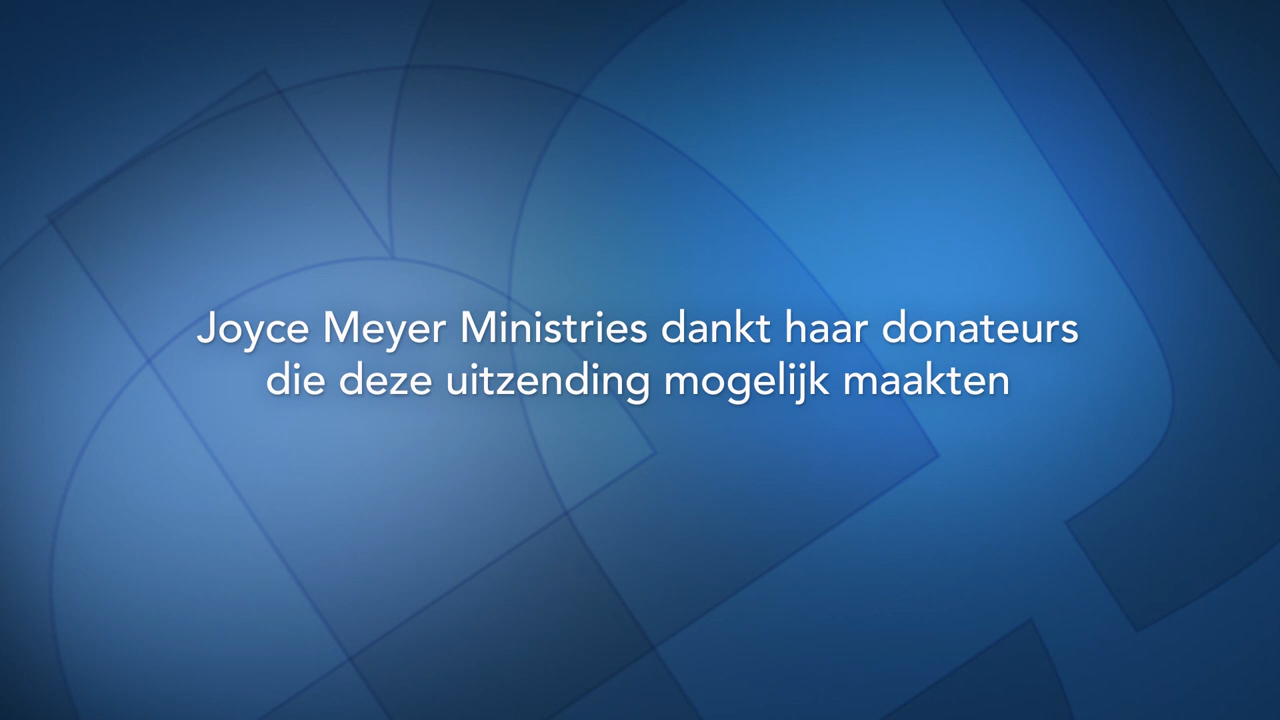 Joyce Meyer Ministries dankt haar donateurs
die deze uitzending mogelijk maakten